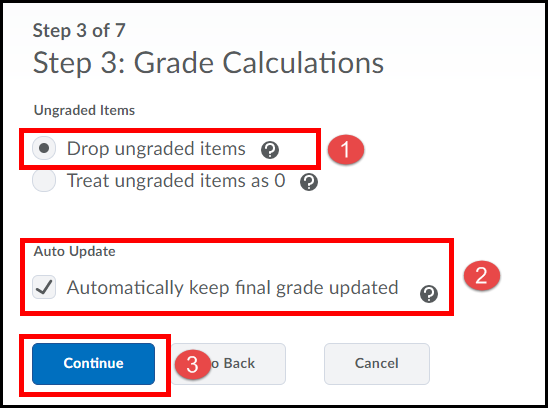 Step 3 of 7
Step 3: Grade Calculations
Ungraded Items
Drop ungraded items ? 1
Treat ungraded items as 0 ?
Auto Update
2
Automatically keep final grade updated ?
Continue 3 Back Cancel